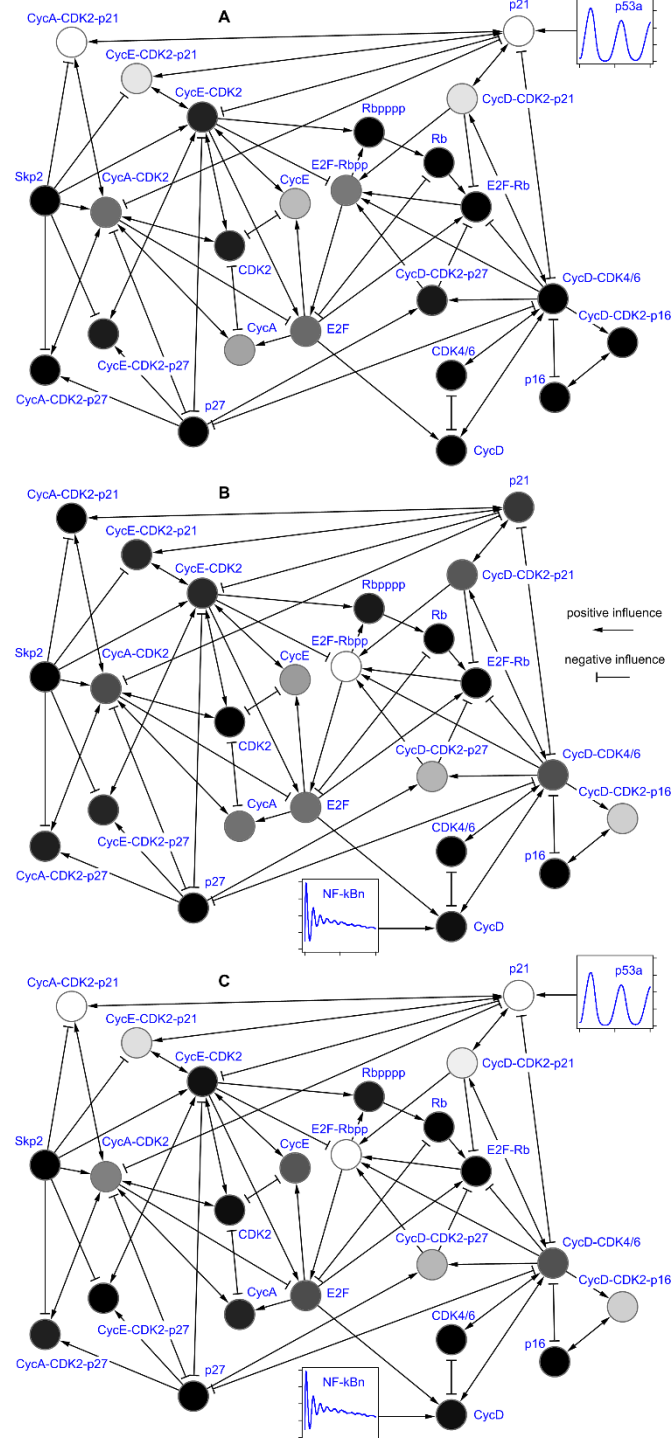 A
CycA-CDK2-p21
p21
p53a
CycE-CDK2-p21
CycE-CDK2
CycD-CDK2-p21
Rbpppp
Rb
E2F-Rbpp
Skp2
CycA-CDK2
CycE
E2F-Rb
CDK2
CycD-CDK2-p27
CycD-CDK4/6
CycD-CDK2-p16
CycA
E2F
CDK4/6
CycE-CDK2-p27
p16
CycA-CDK2-p27
p27
CycD
B
CycA-CDK2-p21
p21
CycE-CDK2-p21
CycE-CDK2
CycD-CDK2-p21
Rbpppp
positive influence
Rb
E2F-Rbpp
Skp2
CycA-CDK2
CycE
E2F-Rb
negative influence
CDK2
CycD-CDK2-p27
CycD-CDK4/6
CycD-CDK2-p16
CycA
E2F
CDK4/6
CycE-CDK2-p27
p16
CycA-CDK2-p27
p27
NF-kBn
CycD
C
CycA-CDK2-p21
p21
p53a
CycE-CDK2-p21
CycE-CDK2
CycD-CDK2-p21
Rbpppp
Rb
E2F-Rbpp
Skp2
CycA-CDK2
CycE
E2F-Rb
CDK2
CycD-CDK2-p27
CycD-CDK4/6
CycD-CDK2-p16
CycA
E2F
CDK4/6
CycE-CDK2-p27
p16
CycA-CDK2-p27
p27
NF-kBn
CycD